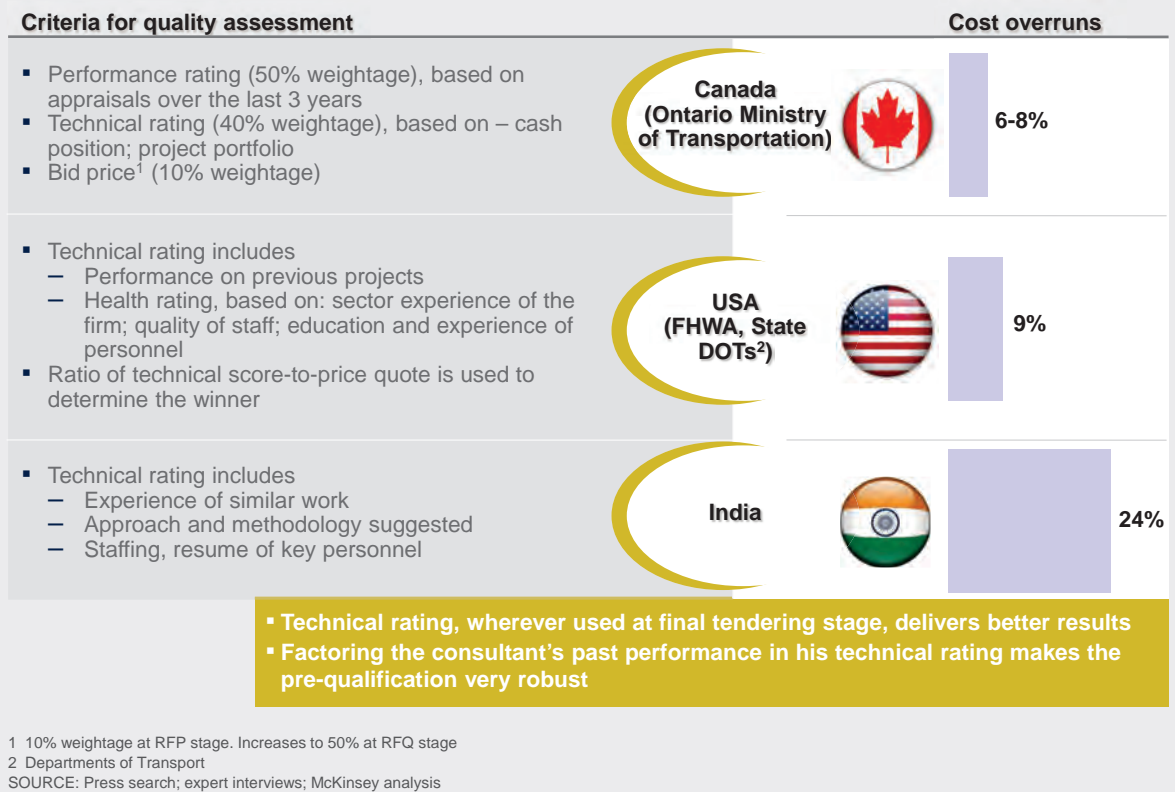 Criteria for quality assessment
Cost overruns
▪ Performance rating (50% weightage), based on
appraisals over the last 3 years
▪ Technical rating (40% weightage), based on – cash
position; project portfolio
▪ Bid price1 (10% weightage)
Canada
(Ontario Ministry
of Transportation)
6-8%
▪ Technical rating includes
– Performance on previous projects
– Health rating, based on: sector experience of the
firm; quality of staff; education and experience of
personnel
▪ Ratio of technical score-to-price quote is used to
determine the winner
USA
(FHWA, State
DOTs2)
9%
▪ Technical rating includes
– Experience of similar work
– Approach and methodology suggested
– Staffing, resume of key personnel
India
24%
▪ Technical rating, wherever used at final tendering stage, delivers better results
▪ Factoring the consultant's past performance in his technical rating makes the
pre-qualification very robust
1 10% weightage at RFP stage. Increases to 50% at RFQ stage
2 Departments of Transport
SOURCE: Press search; expert interviews; McKinsey analysis